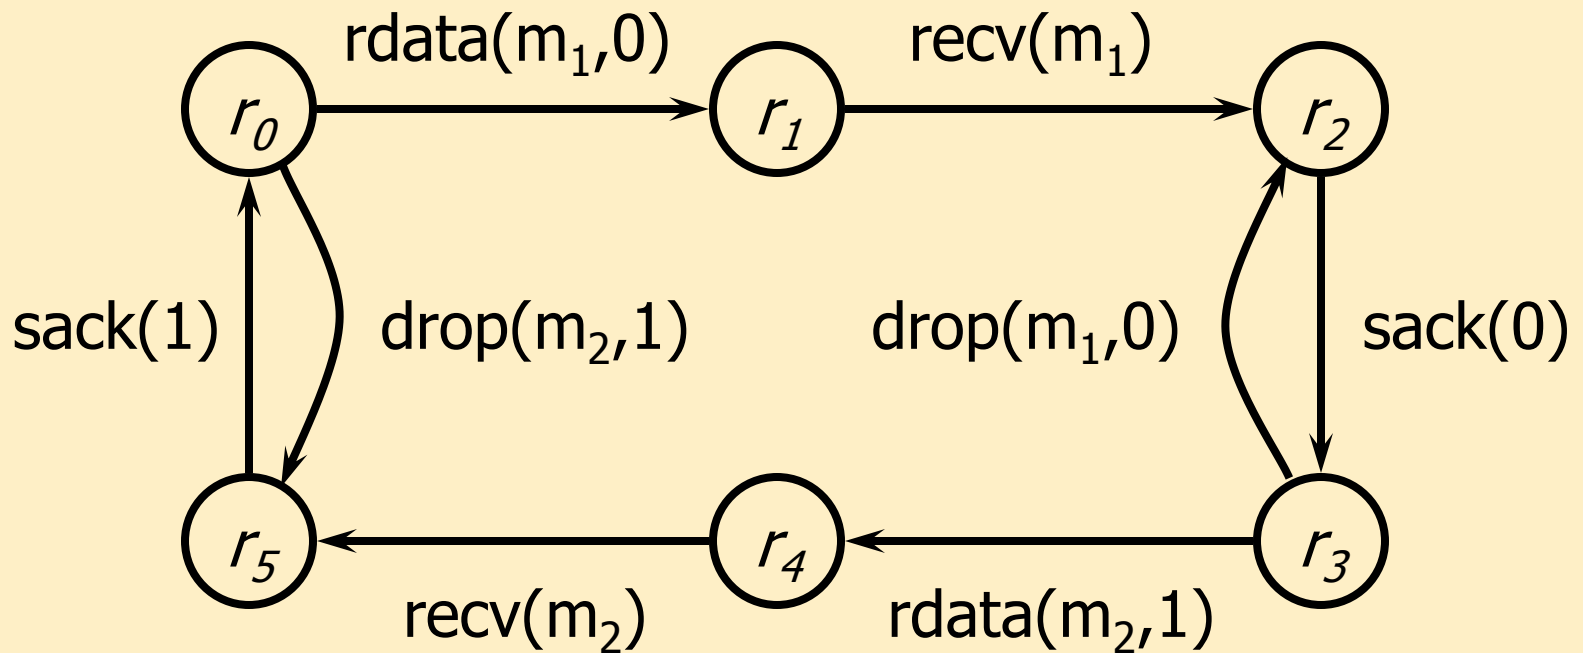 rdata(m₁,0)
recv(m₁)
r₀
r₁
r₂
sack(1)
drop(m₂,1)
drop(m₁,0)
sack(0)
r₅
r₄
r₃
recv(m₂)
rdata(m₂,1)